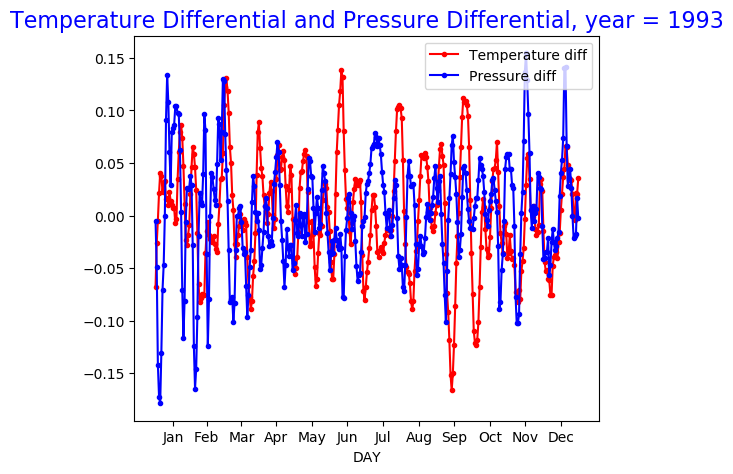 Temperature Differential and Pressure Differential, year = 1993
Temperature diff
Pressure diff
0.15
0.10
0.05
0.00
−0.05
−0.10
−0.15
Jan Feb Mar Apr May Jun Jul Aug Sep Oct Nov Dec
DAY